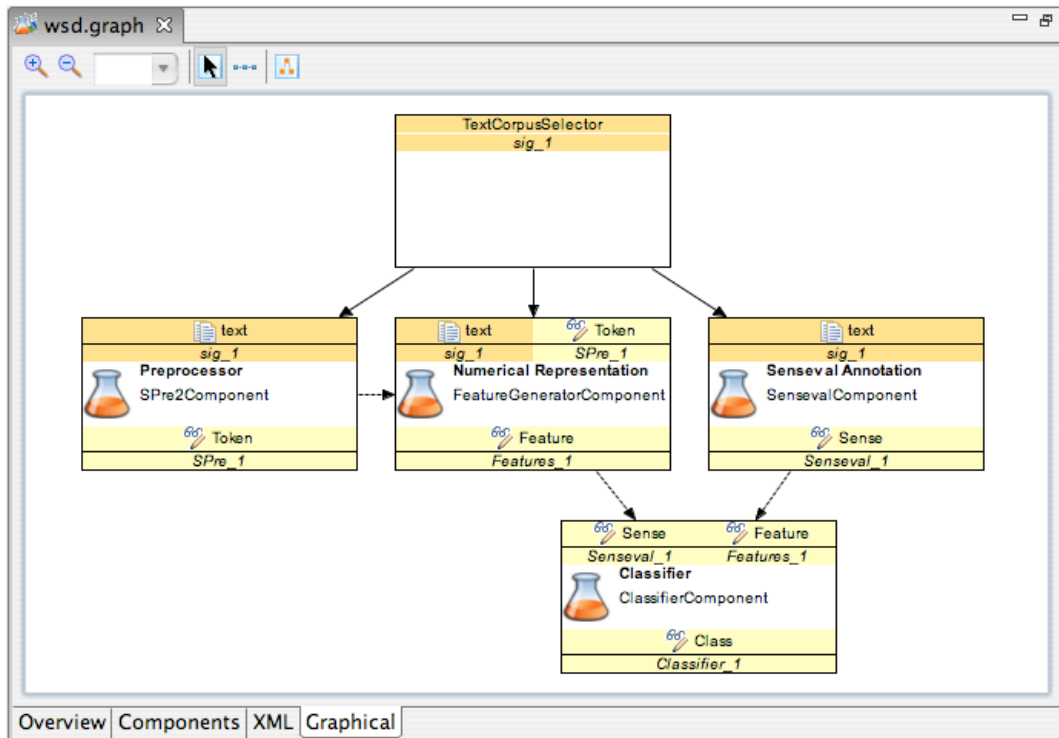 wsd.graph
TextCorpusSelector
sig_1
text
sig_1
Preprocessor
SPre2Component
Token
SPre_1
text Token
sig_1 SPre_1
Numerical Representation
FeatureGeneratorComponent
Feature
Features_1
text
sig_1
Senseval Annotation
SensevalComponent
Sense
Senseval_1
Sense Feature
Senseval_1 Features_1
Classifier
ClassifierComponent
Class
Classifier_1
Overview Components XML Graphical